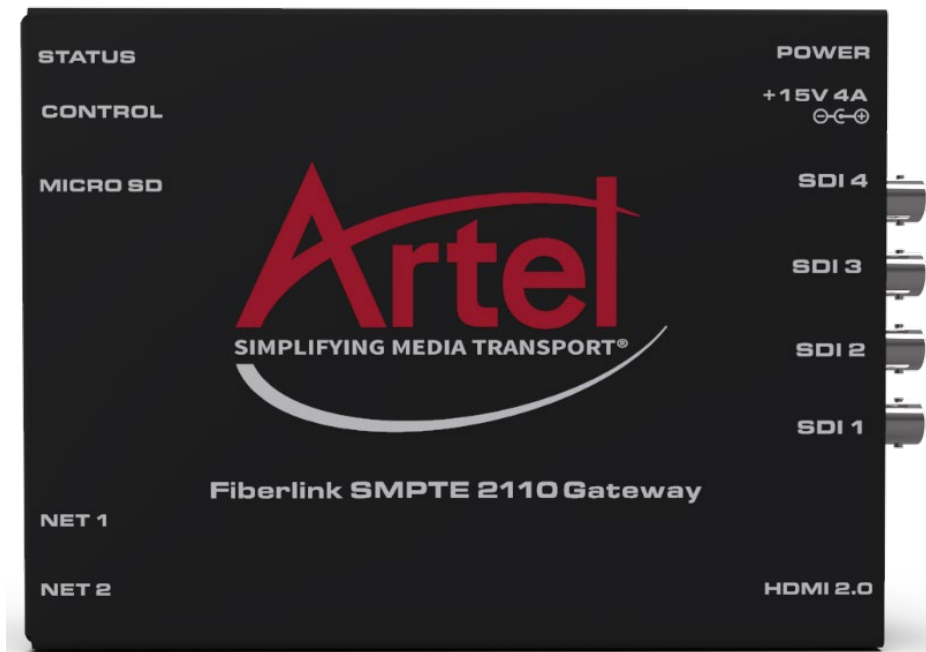 STATUS
POWER
CONTROL
+15V 4A
MICRO SD
SDI 4
SDI 3
Artel
SIMPLIFYING MEDIA TRANSPORT®
SDI 2
SDI 1
Fiberlink SMPTE 2110 Gateway
NET 1
NET 2
HDMI 2.0